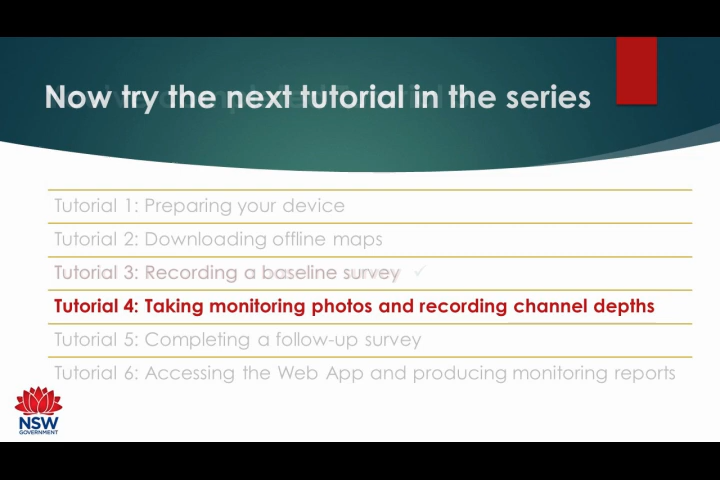 Now try the next tutorial in the series
Tutorial 1: Preparing your device
Tutorial 2: Downloading offline maps
Tutorial 3: Recording a baseline survey ✓
Tutorial 4: Taking monitoring photos and recording channel depths
Tutorial 5: Completing a follow-up survey
Tutorial 6: Accessing the Web App and producing monitoring reports
NSW
GOVERNMENT